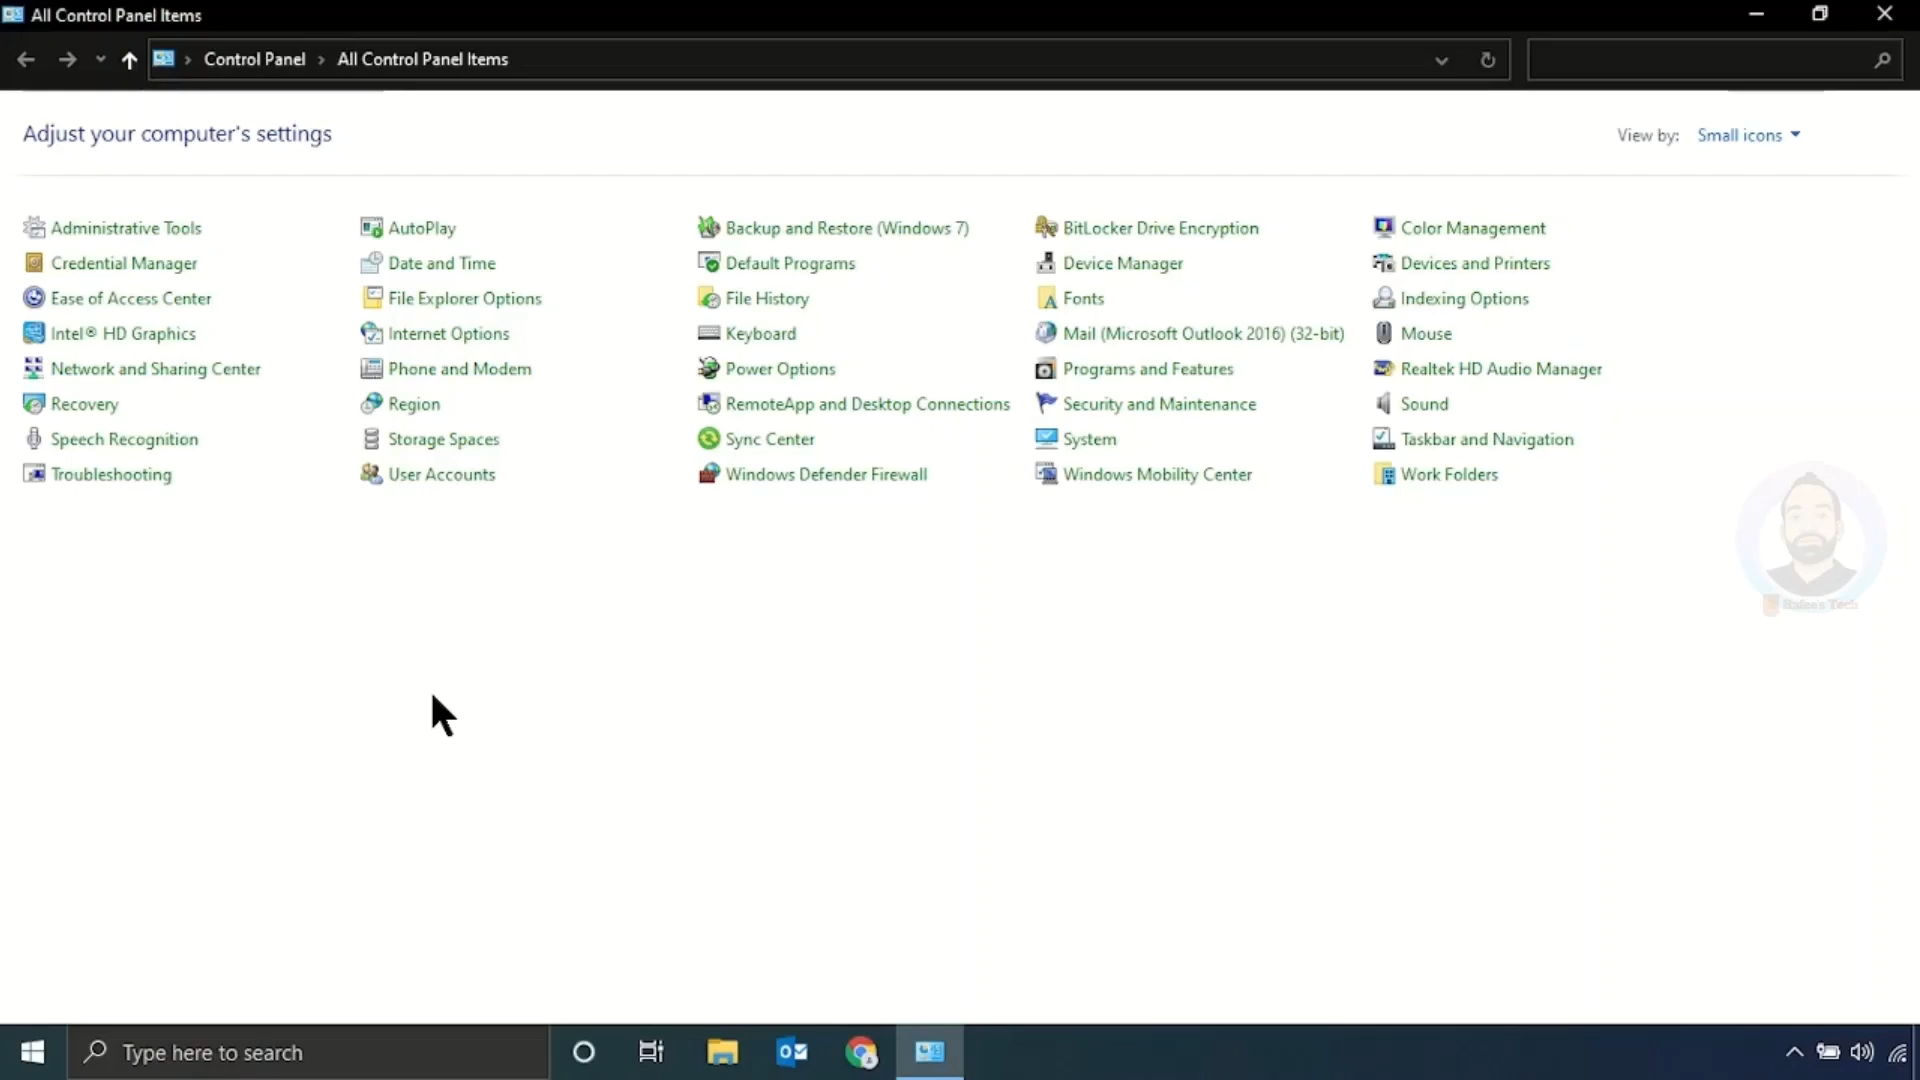 All Control Panel Items
Control Panel > All Control Panel Items
Adjust your computer's settings
View by: Small icons
Administrative Tools
AutoPlay
Backup and Restore (Windows 7)
BitLocker Drive Encryption
Color Management
Credential Manager
Date and Time
Default Programs
Device Manager
Devices and Printers
Ease of Access Center
File Explorer Options
File History
Fonts
Indexing Options
Intel® HD Graphics
Internet Options
Keyboard
Mail (Microsoft Outlook 2016) (32-bit)
Mouse
Network and Sharing Center
Phone and Modem
Power Options
Programs and Features
Realtek HD Audio Manager
Recovery
Region
RemoteApp and Desktop Connections
Security and Maintenance
Sound
Speech Recognition
Storage Spaces
Sync Center
System
Taskbar and Navigation
Troubleshooting
User Accounts
Windows Defender Firewall
Windows Mobility Center
Work Folders
Tech
Type here to search